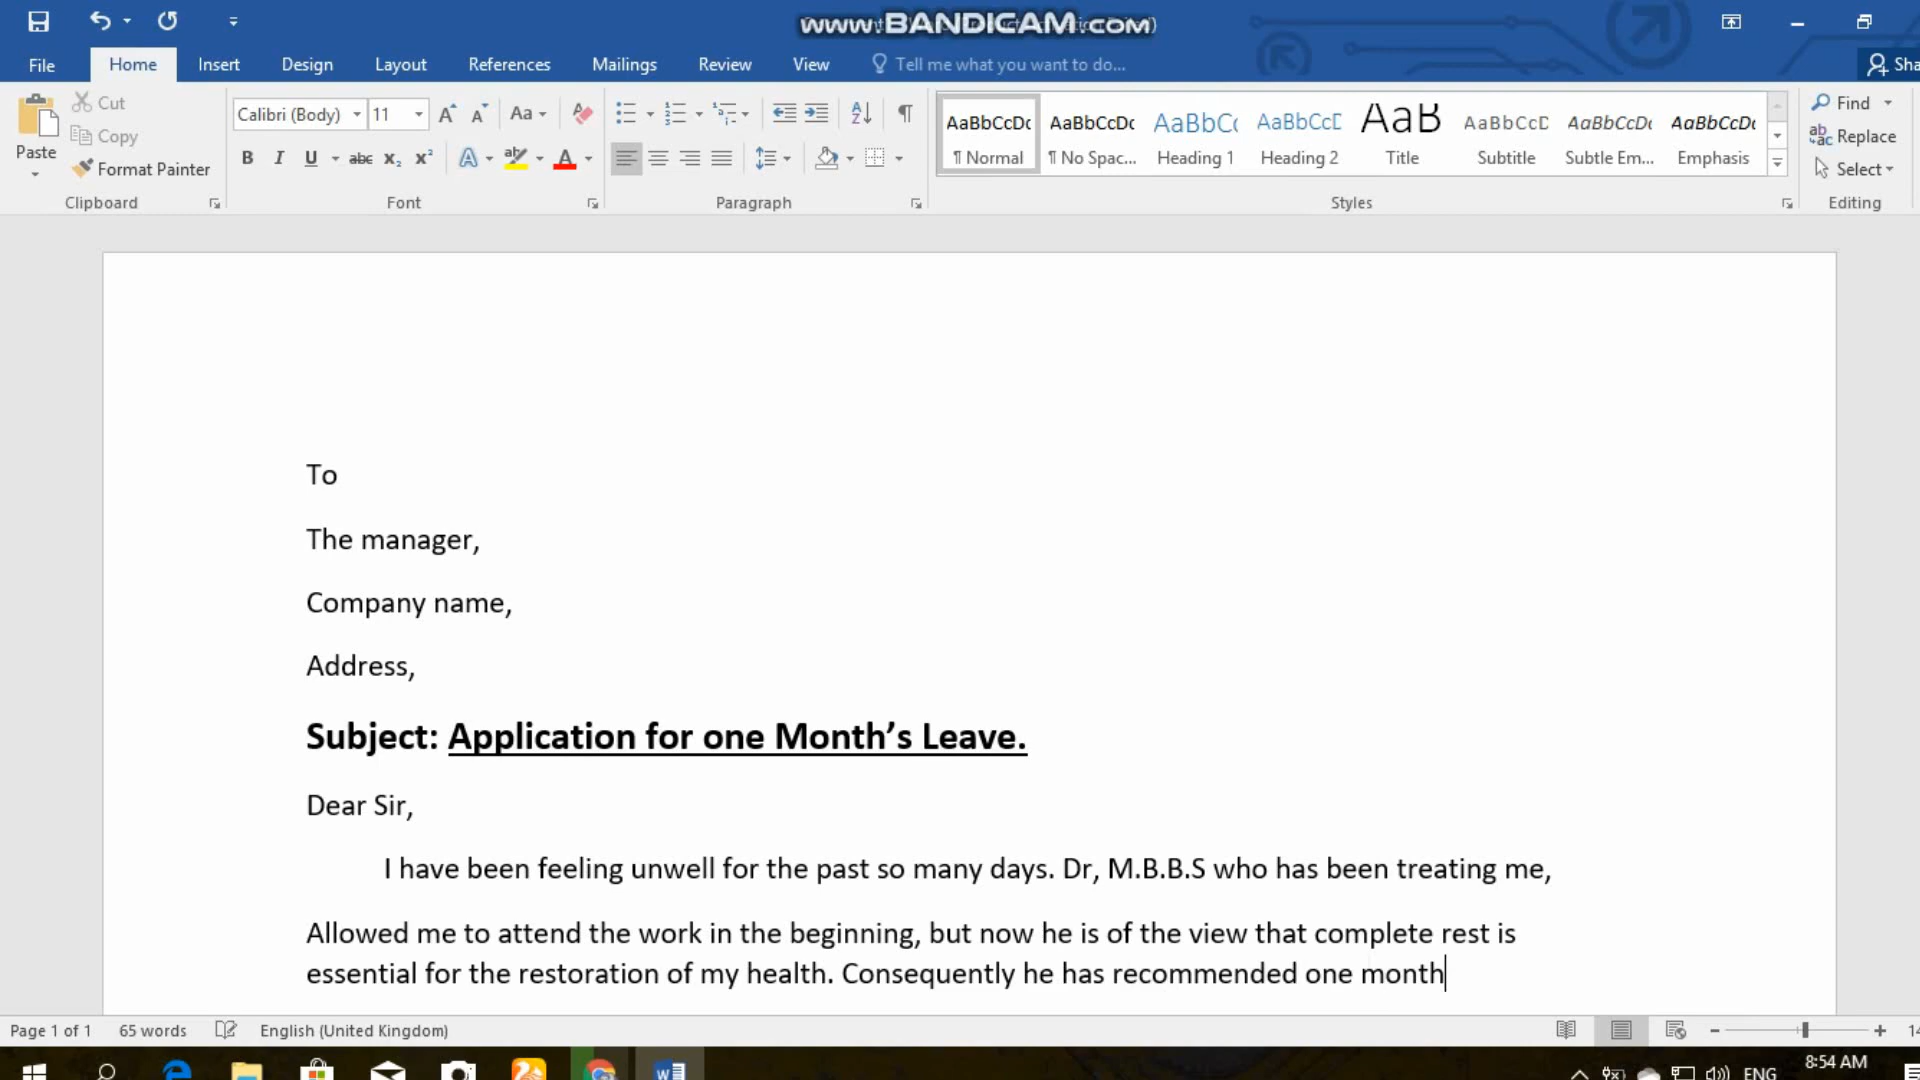 www.BANDICAM.com
File Home Insert Design Layout References Mailings Review View Tell me what you want to do... Sha
Paste
Cut
Copy
Format Painter
Clipboard
Calibri (Body) 11
Font
Paragraph
AaBbCcDc AaBbCcDc AaBbC AaBbCcD AaB AaBbCcD AaBbCcDc AaBbCcDc
¶ Normal ¶ No Spac... Heading 1 Heading 2 Title Subtitle Subtle Em... Emphasis
Styles
Find
Replace
Select
Editing
To
The manager,
Company name,
Address,
Subject: Application for one Month’s Leave.
Dear Sir,
I have been feeling unwell for the past so many days. Dr, M.B.B.S who has been treating me,
Allowed me to attend the work in the beginning, but now he is of the view that complete rest is
essential for the restoration of my health. Consequently he has recommended one month
Page 1 of 1 65 words English (United Kingdom) 14
ENG 8:54 AM